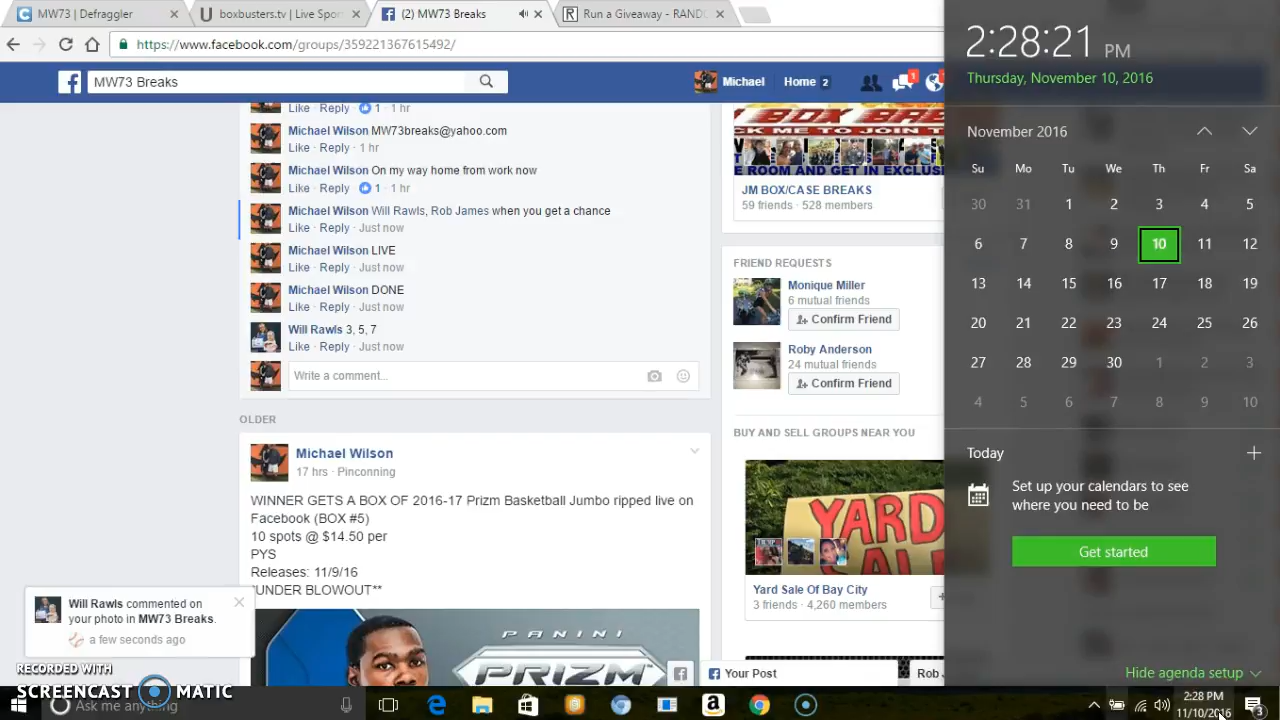 MW73 | Defraggler
boxbusters.tv | Live Spor
(2) MW73 Breaks
Run a Giveaway - RAND
https://www.facebook.com/groups/359221367615492/
MW73 Breaks
Michael
Home 2
1
Like · Reply · 1 · 1 hr
Michael Wilson MW73breaks@yahoo.com
Like · Reply · 1 hr
Michael Wilson On my way home from work now
Like · Reply · 1 · 1 hr
Michael Wilson Will Rawls, Rob James when you get a chance
Like · Reply · Just now
Michael Wilson LIVE
Like · Reply · Just now
Michael Wilson DONE
Like · Reply · Just now
Will Rawls 3, 5, 7
Like · Reply · Just now
Write a comment...
OLDER
Michael Wilson
17 hrs · Pinconning
WINNER GETS A BOX OF 2016-17 Prizm Basketball Jumbo ripped live on
Facebook (BOX #5)
10 spots @ $14.50 per
PYS
Releases: 11/9/16
UNDER BLOWOUT**
PANINI
PRIZM
Will Rawls commented on
your photo in MW73 Breaks.
a few seconds ago
JM BOX/CASE BREAKS
59 friends · 528 members
FRIEND REQUESTS
Monique Miller
6 mutual friends
Confirm Friend
Roby Anderson
24 mutual friends
Confirm Friend
BUY AND SELL GROUPS NEAR YOU
YARD
Yard Sale Of Bay City
3 friends · 4,260 members
Your Post
Rob J
2:28:21 PM
Thursday, November 10, 2016
November 2016
Su Mo Tu We Th Fr Sa
30 31 1 2 3 4 5
6 7 8 9 10 11 12
13 14 15 16 17 18 19
20 21 22 23 24 25 26
27 28 29 30 1 2 3
4 5 6 7 8 9 10
Today
Set up your calendars to see
where you need to be
Get started
Hide agenda setup
RECORDED WITH
SCREENCAST MATIC
Ask me anything
2:28 PM
11/10/2016
3